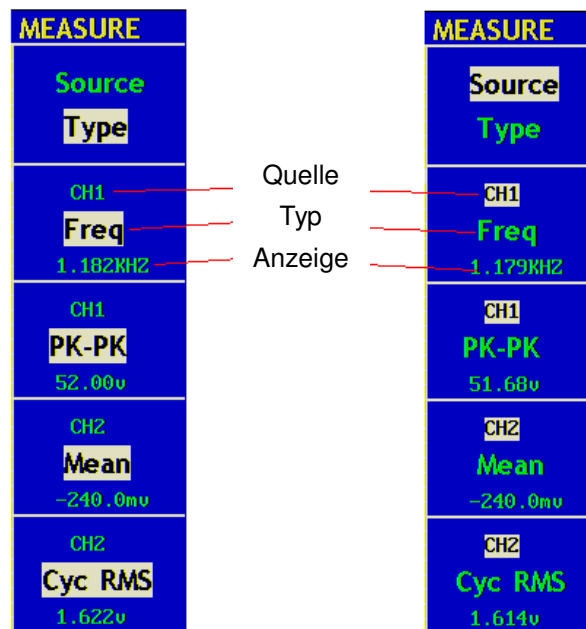 MEASURE
Source
Type
CH1
Freq
1.182KHZ
CH1
PK-PK
52.00v
CH2
Mean
-240.0mv
CH2
Cyc RMS
1.622v
Quelle
Typ
Anzeige
MEASURE
Source
Type
CH1
Freq
1.179KHZ
CH1
PK-PK
51.68v
CH2
Mean
-240.0mv
CH2
Cyc RMS
1.614v